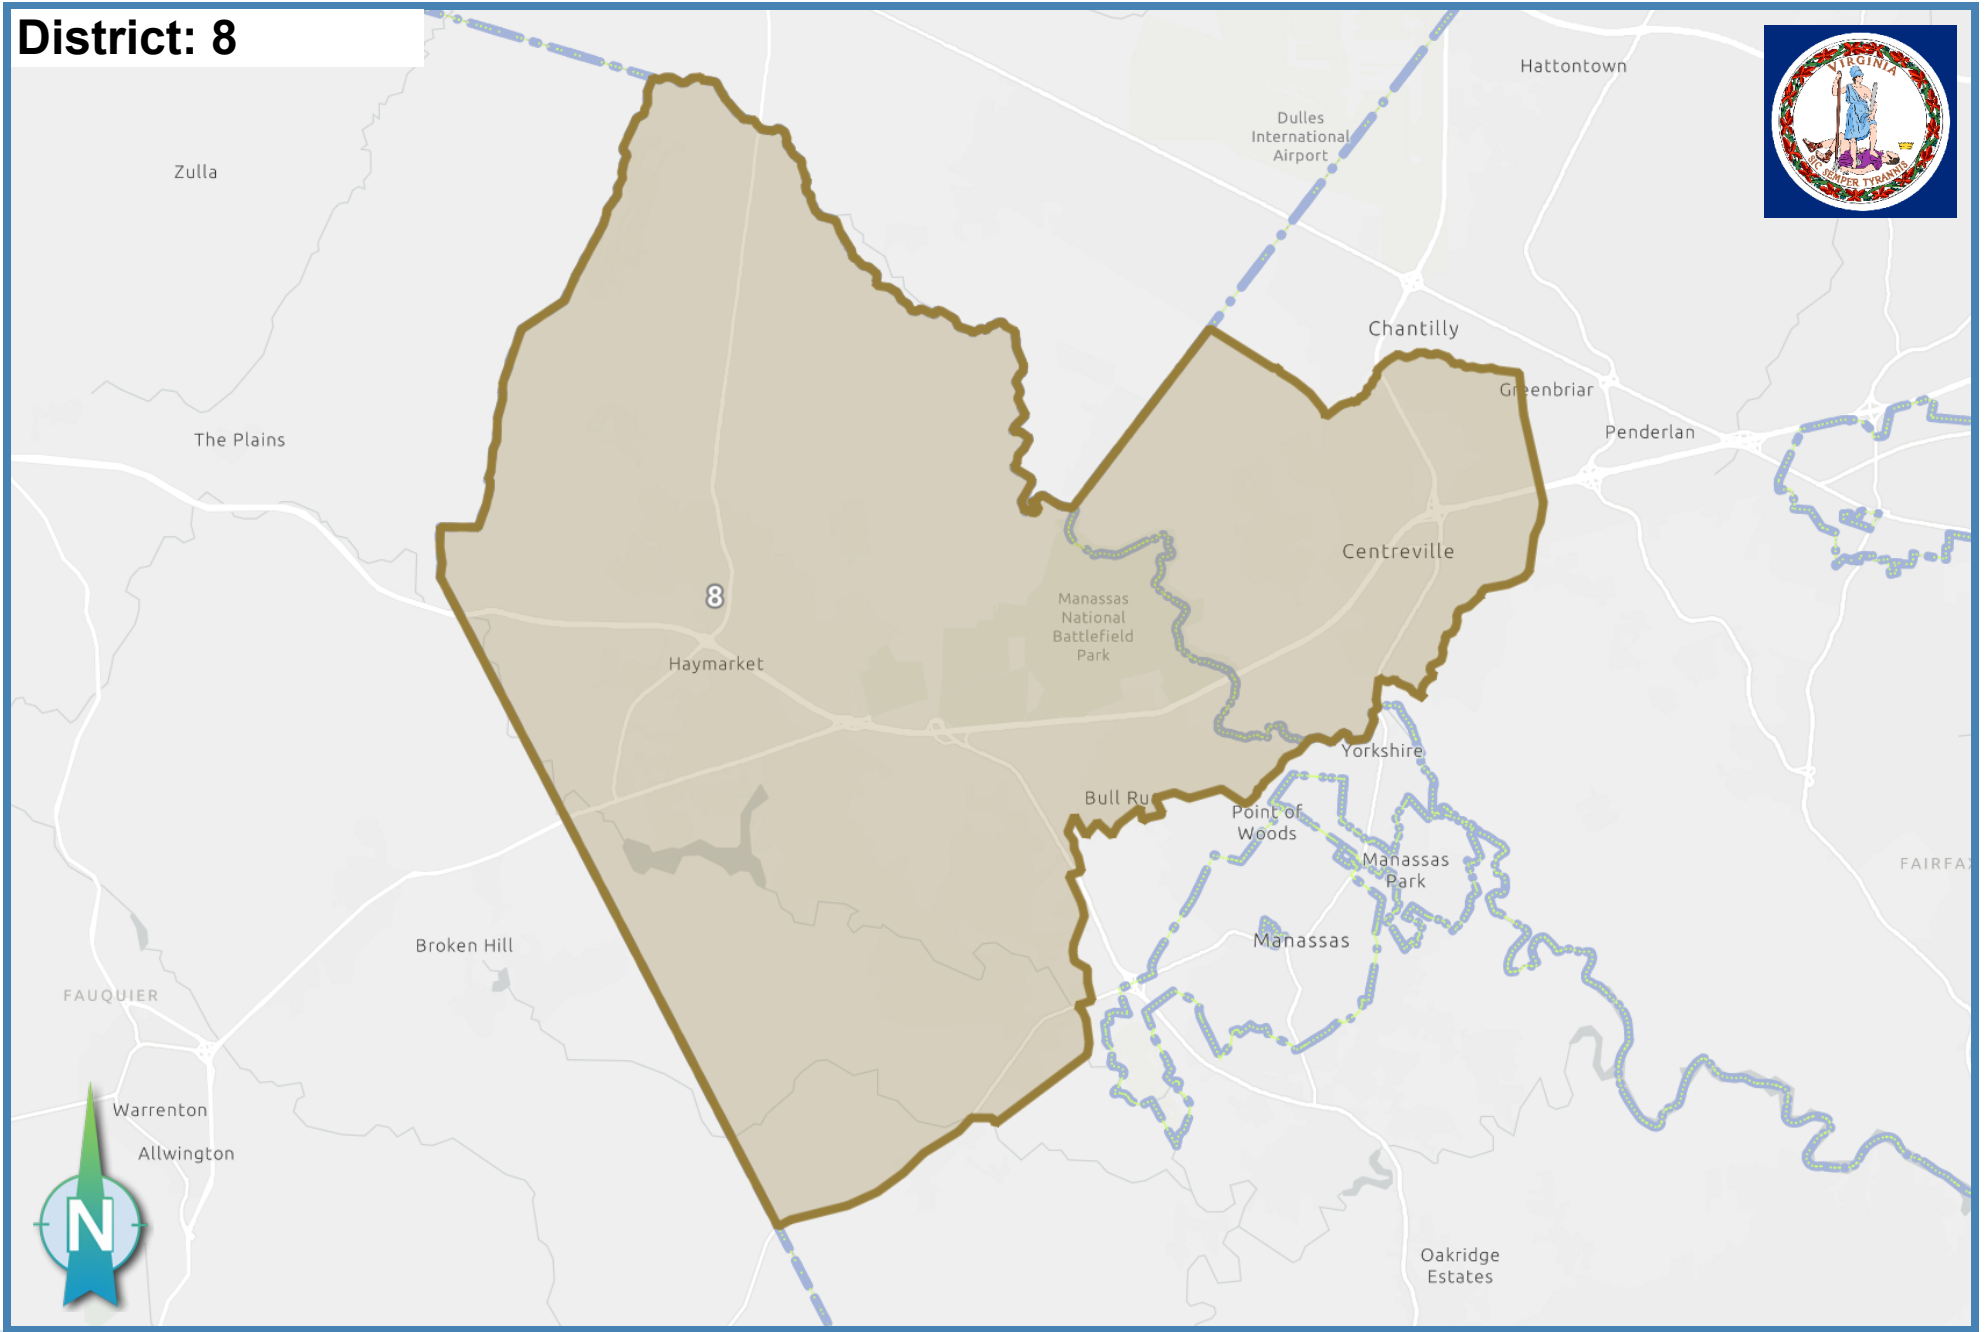 District: 8
VIRGINIA
SIC SEMPER TYRANNIS
Hattontown
Dulles
International
Airport
Zulla
Chantilly
Greenbriar
Penderlan
The Plains
Centreville
8
Manassas
National
Battlefield
Park
Haymarket
Yorkshire
Bull Ru
Point of
Woods
Manassas
Park
FAIRFAX
Manassas
Broken Hill
FAUQUIER
Warrenton
Allwington
N
Oakridge
Estates